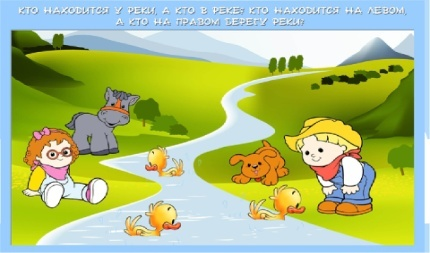 КТО НАХОДИТСЯ У РЕКИ, А КТО В РЕКЕ? КТО НАХОДИТСЯ НА ЛЕВОМ,
А КТО НА ПРАВОМ БЕРЕГУ РЕКИ?